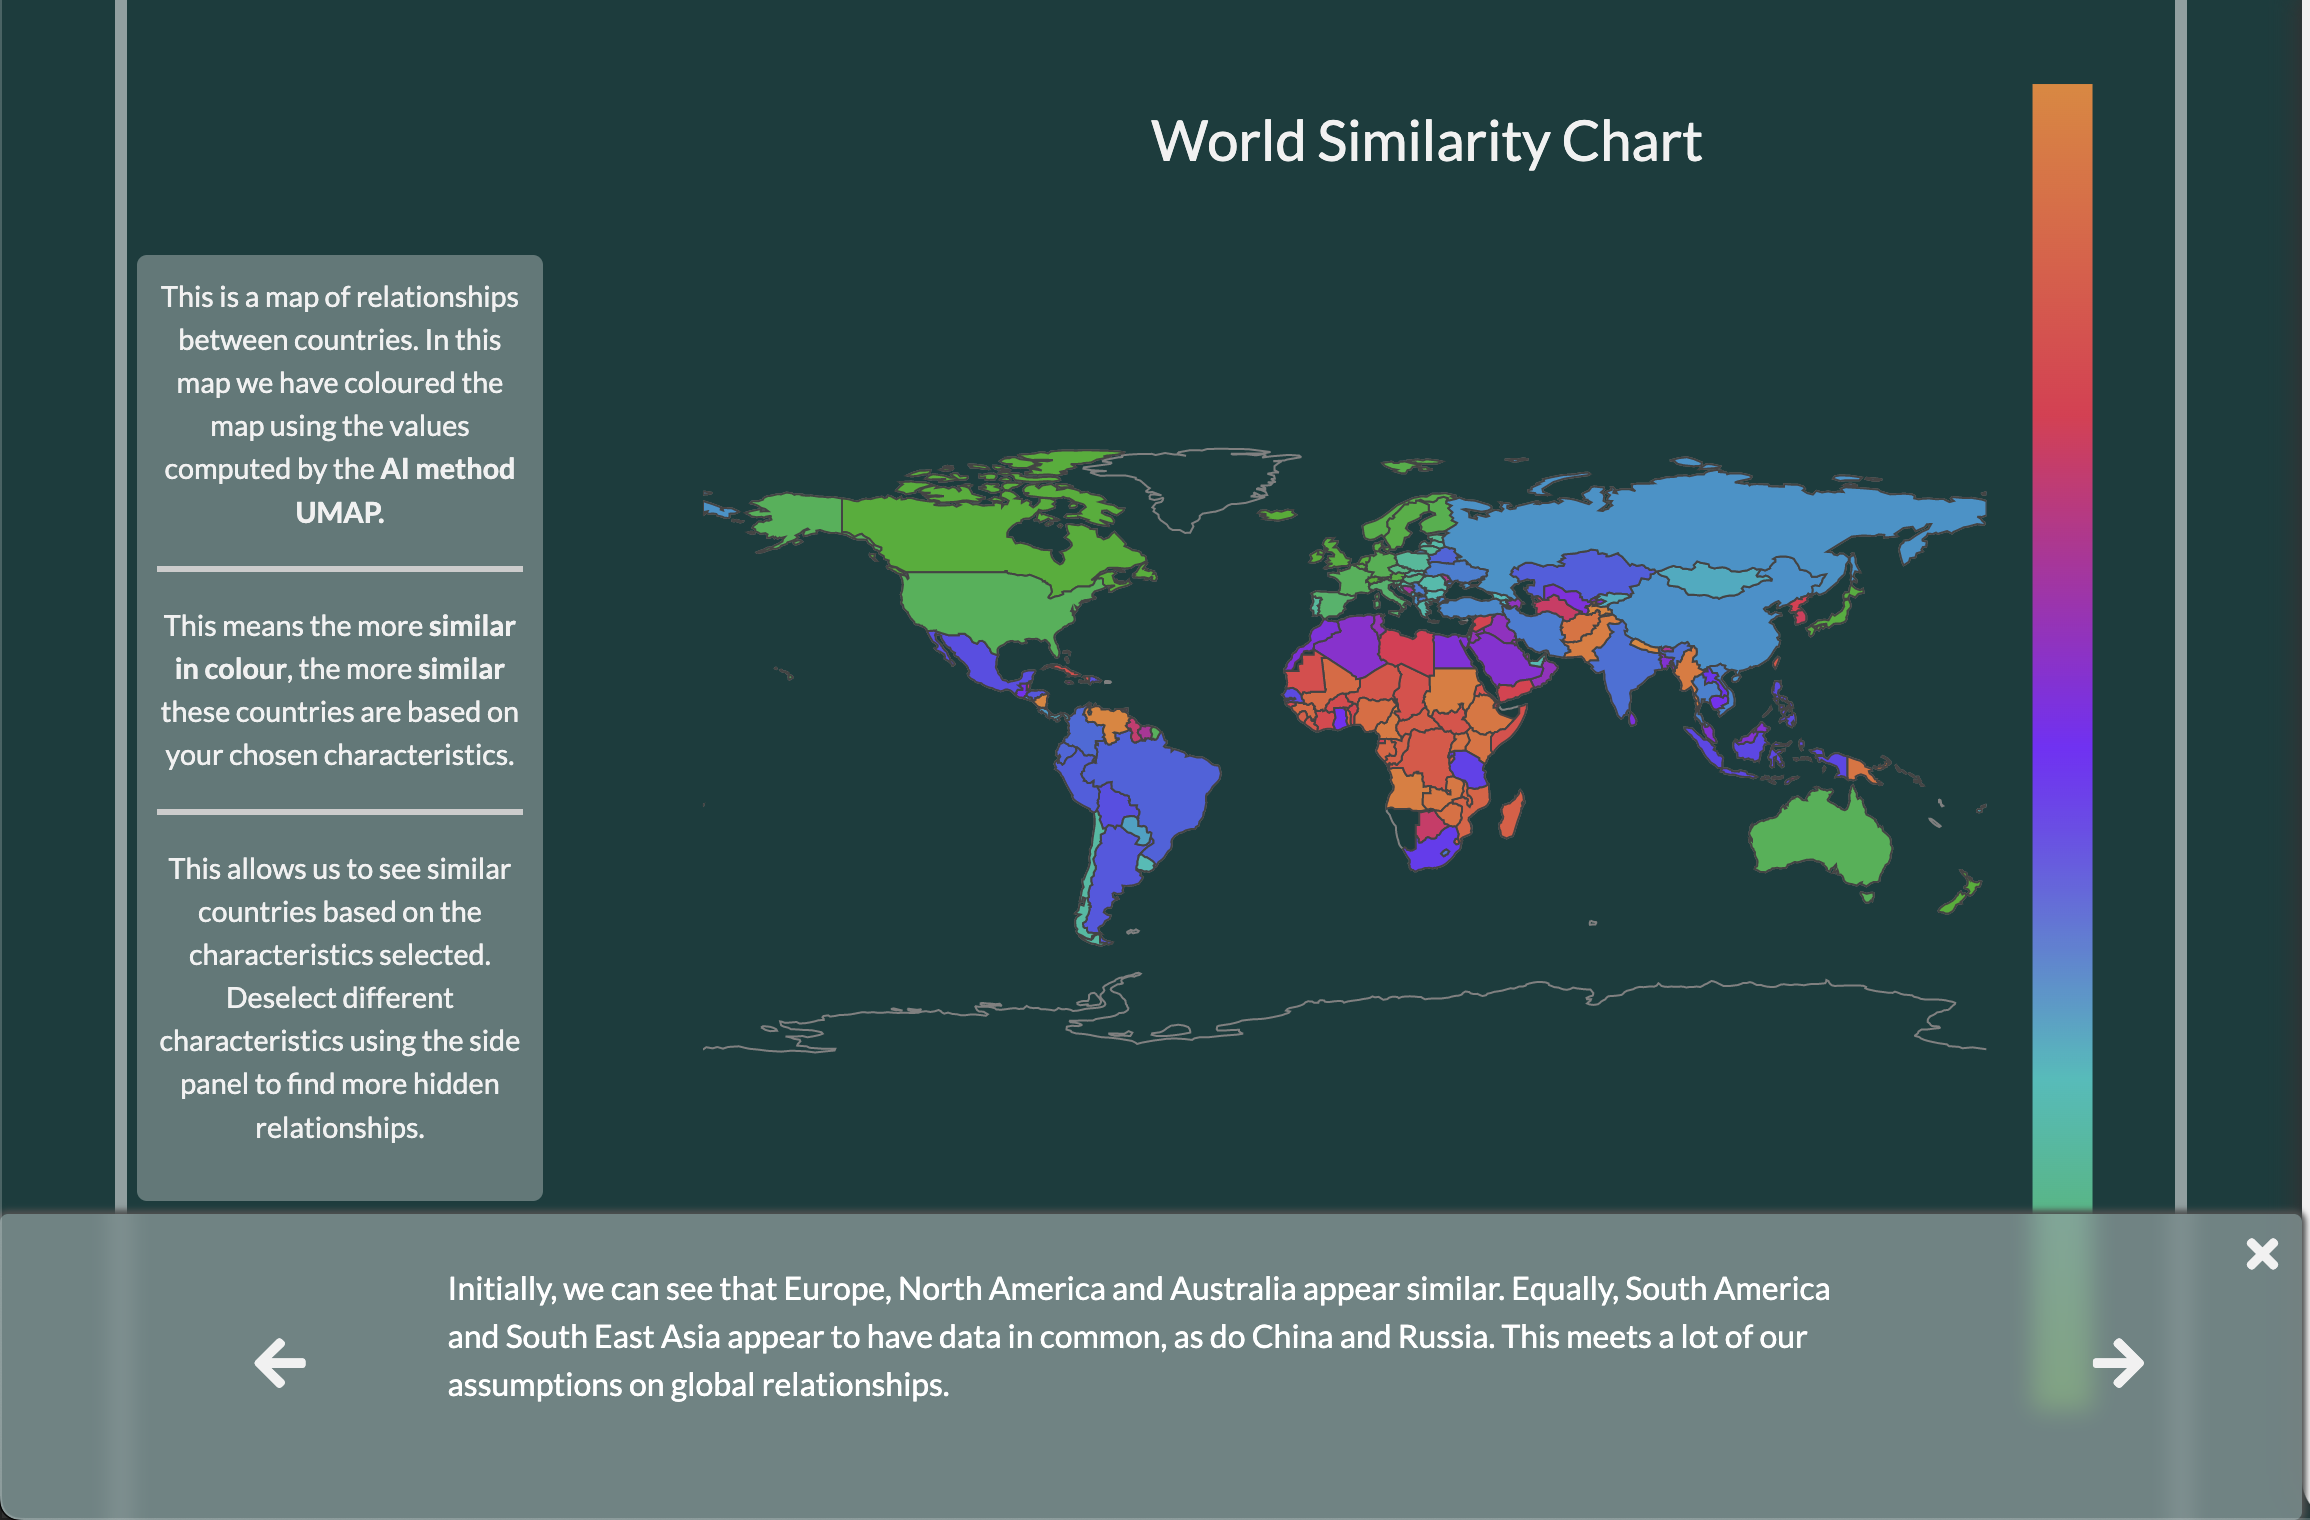 World Similarity Chart
This is a map of relationships
between countries. In this
map we have coloured the
map using the values
computed by the AI method
UMAP.
This means the more similar
in colour, the more similar
these countries are based on
your chosen characteristics.
This allows us to see similar
countries based on the
characteristics selected.
Deselect different
characteristics using the side
panel to find more hidden
relationships.
Initially, we can see that Europe, North America and Australia appear similar. Equally, South America
and South East Asia appear to have data in common, as do China and Russia. This meets a lot of our
assumptions on global relationships.